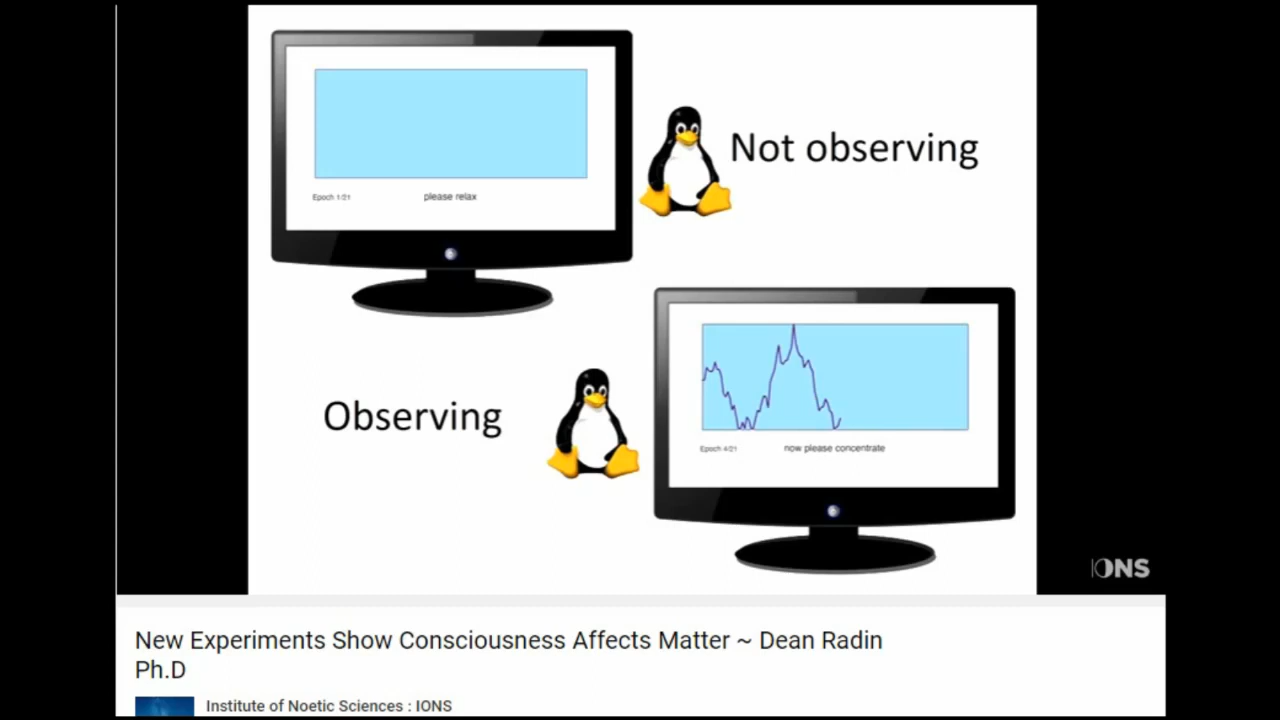 Not observing
Epoch 1/21
please relax
Observing
Epoch 4/21
now please concentrate
IONS
New Experiments Show Consciousness Affects Matter ~ Dean Radin
Ph.D
Institute of Noetic Sciences : IONS